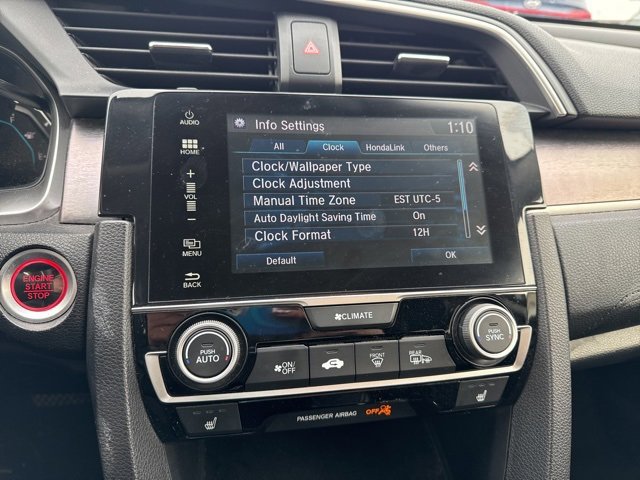 AUDIO
HOME
+
VOL
−
MENU
BACK
Info Settings 1:10
All Clock HondaLink Others
Clock/Wallpaper Type
Clock Adjustment
Manual Time Zone EST UTC-5
Auto Daylight Saving Time On
Clock Format 12H
Default OK
ENGINE
START
STOP
CLIMATE
PUSH
AUTO
ON/
OFF
FRONT
REAR
PUSH
SYNC
PASSENGER AIRBAG OFF